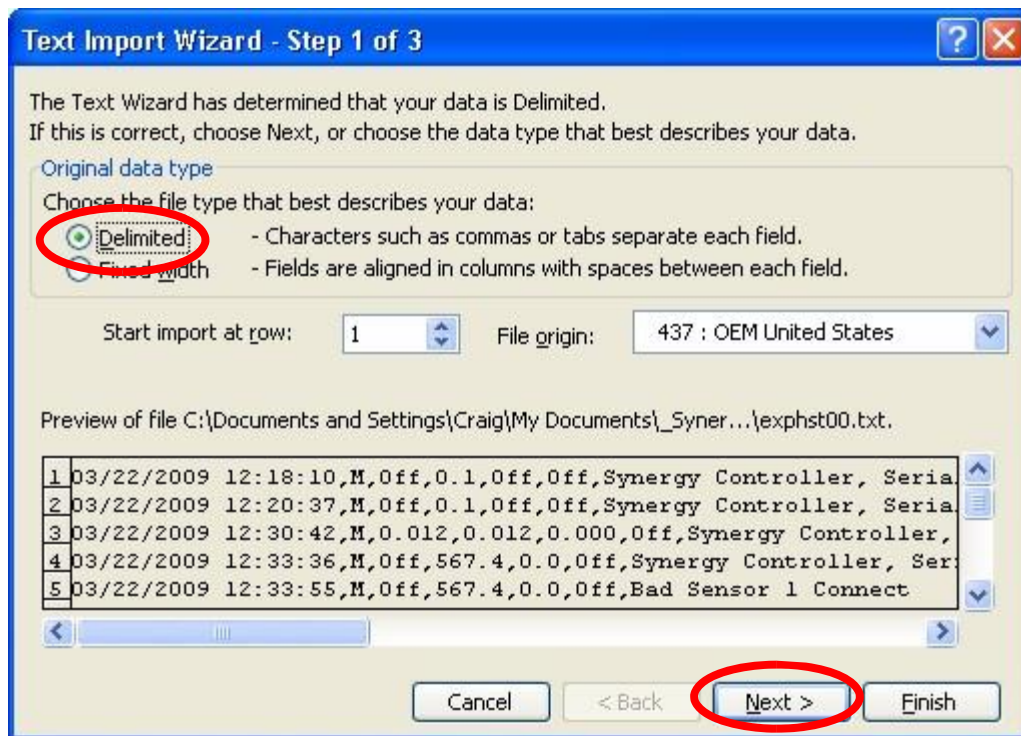 Text Import Wizard - Step 1 of 3
The Text Wizard has determined that your data is Delimited.
If this is correct, choose Next, or choose the data type that best describes your data.
Original data type
Choose the file type that best describes your data:
Delimited - Characters such as commas or tabs separate each field.
Fixed width - Fields are aligned in columns with spaces between each field.
Start import at row: 1 File origin: 437 : OEM United States
Preview of file C:\Documents and Settings\Craig\My Documents\_Syner...\exphst00.txt.
1 03/22/2009 12:18:10,M,Off,0.1,Off,Off,Synergy Controller, Seria
2 03/22/2009 12:20:37,M,Off,0.1,Off,Off,Synergy Controller, Seria
3 03/22/2009 12:30:42,M,0.012,0.012,0.000,Off,Synergy Controller,
4 03/22/2009 12:33:36,M,Off,567.4,0.0,Off,Synergy Controller, Ser
5 03/22/2009 12:33:55,M,Off,567.4,0.0,Off,Bad Sensor 1 Connect
Cancel < Back Next > Finish